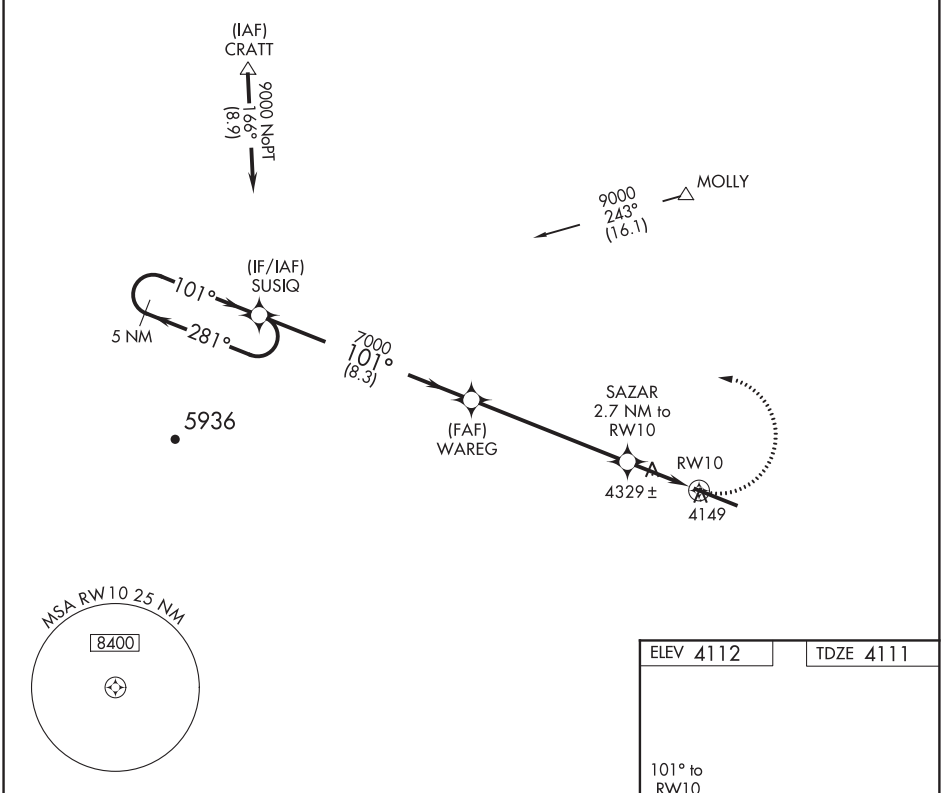 (IAF)
CRATT
9000 NoPT
166°
(8.9)
MOLLY
9000
243°
(16.1)
(IF/IAF)
SUSIQ
101°
281°
5 NM
7000
101°
(8.3)
5936
(FAF)
WAREG
SAZAR
2.7 NM to
RW10
RW10
4329 ±
4149
MSA RW10 25 NM
8400
ELEV 4112
TDZE 4111
101° to
RW10